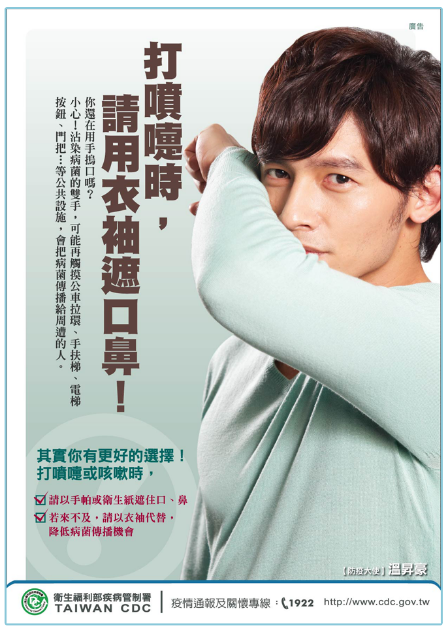 廣告
打噴嚏時，
請用衣袖遮口鼻！
你還在用手摀口嗎？
小心！沾染病菌的雙手，可能再觸摸公車拉環、手扶梯、電梯
按鈕、門把…等公共設施，會把病菌傳播給周遭的人。
其實你有更好的選擇！
打噴嚏或咳嗽時，
請以手帕或衛生紙遮住口、鼻
若來不及，請以衣袖代替，
降低病菌傳播機會
【防疫大使】溫昇豪
衛生福利部疾病管制署
TAIWAN CDC
疫情通報及關懷專線：1922 http://www.cdc.gov.tw